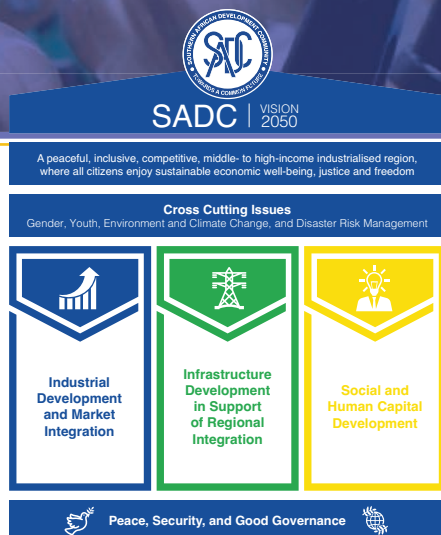 SOUTHERN AFRICAN DEVELOPMENT COMMUNITY
SADC
TOWARDS A COMMON FUTURE
SADC | VISION 2050
A peaceful, inclusive, competitive, middle- to high-income industrialised region,
where all citizens enjoy sustainable economic well-being, justice and freedom
Cross Cutting Issues
Gender, Youth, Environment and Climate Change, and Disaster Risk Management
Industrial
Development
and Market
Integration
Infrastructure
Development
in Support
of Regional
Integration
Social and
Human Capital
Development
Peace, Security, and Good Governance